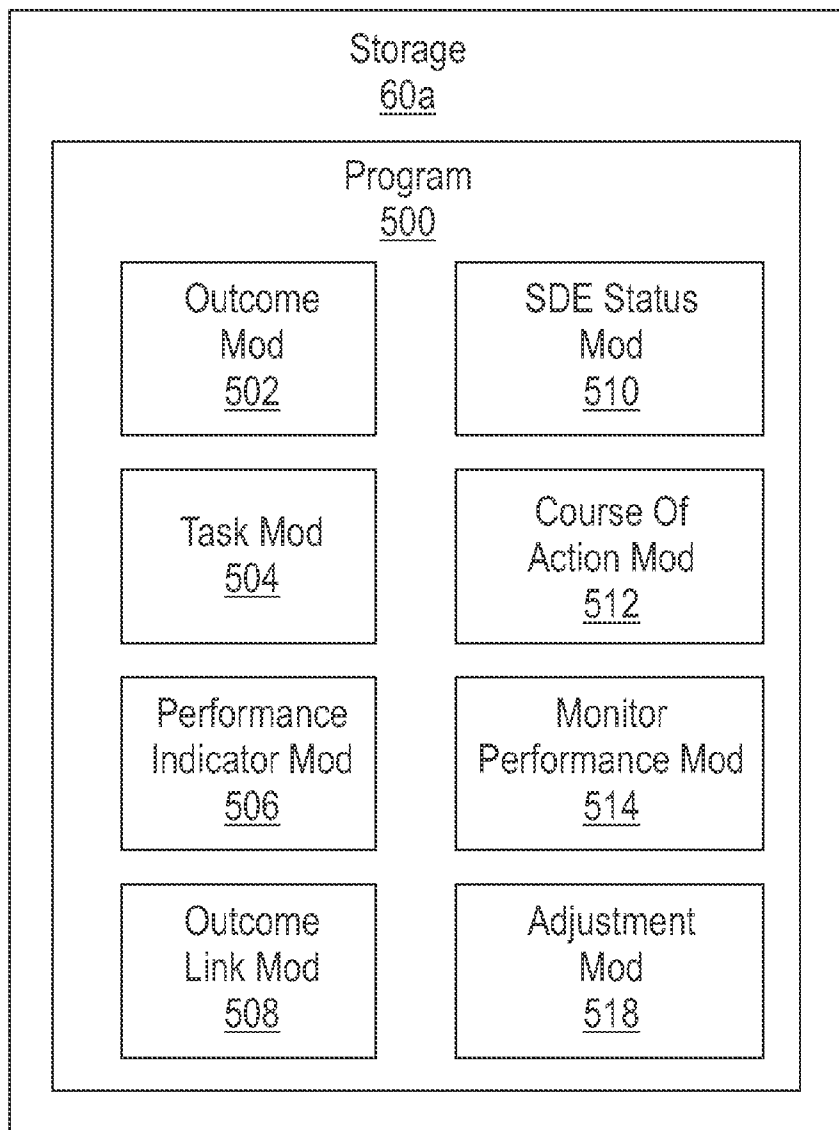 Storage
60a
Program
500
Outcome
Mod
502
SDE Status
Mod
510
Task Mod
504
Course Of
Action Mod
512
Performance
Indicator Mod
506
Monitor
Performance Mod
514
Outcome
Link Mod
508
Adjustment
Mod
518